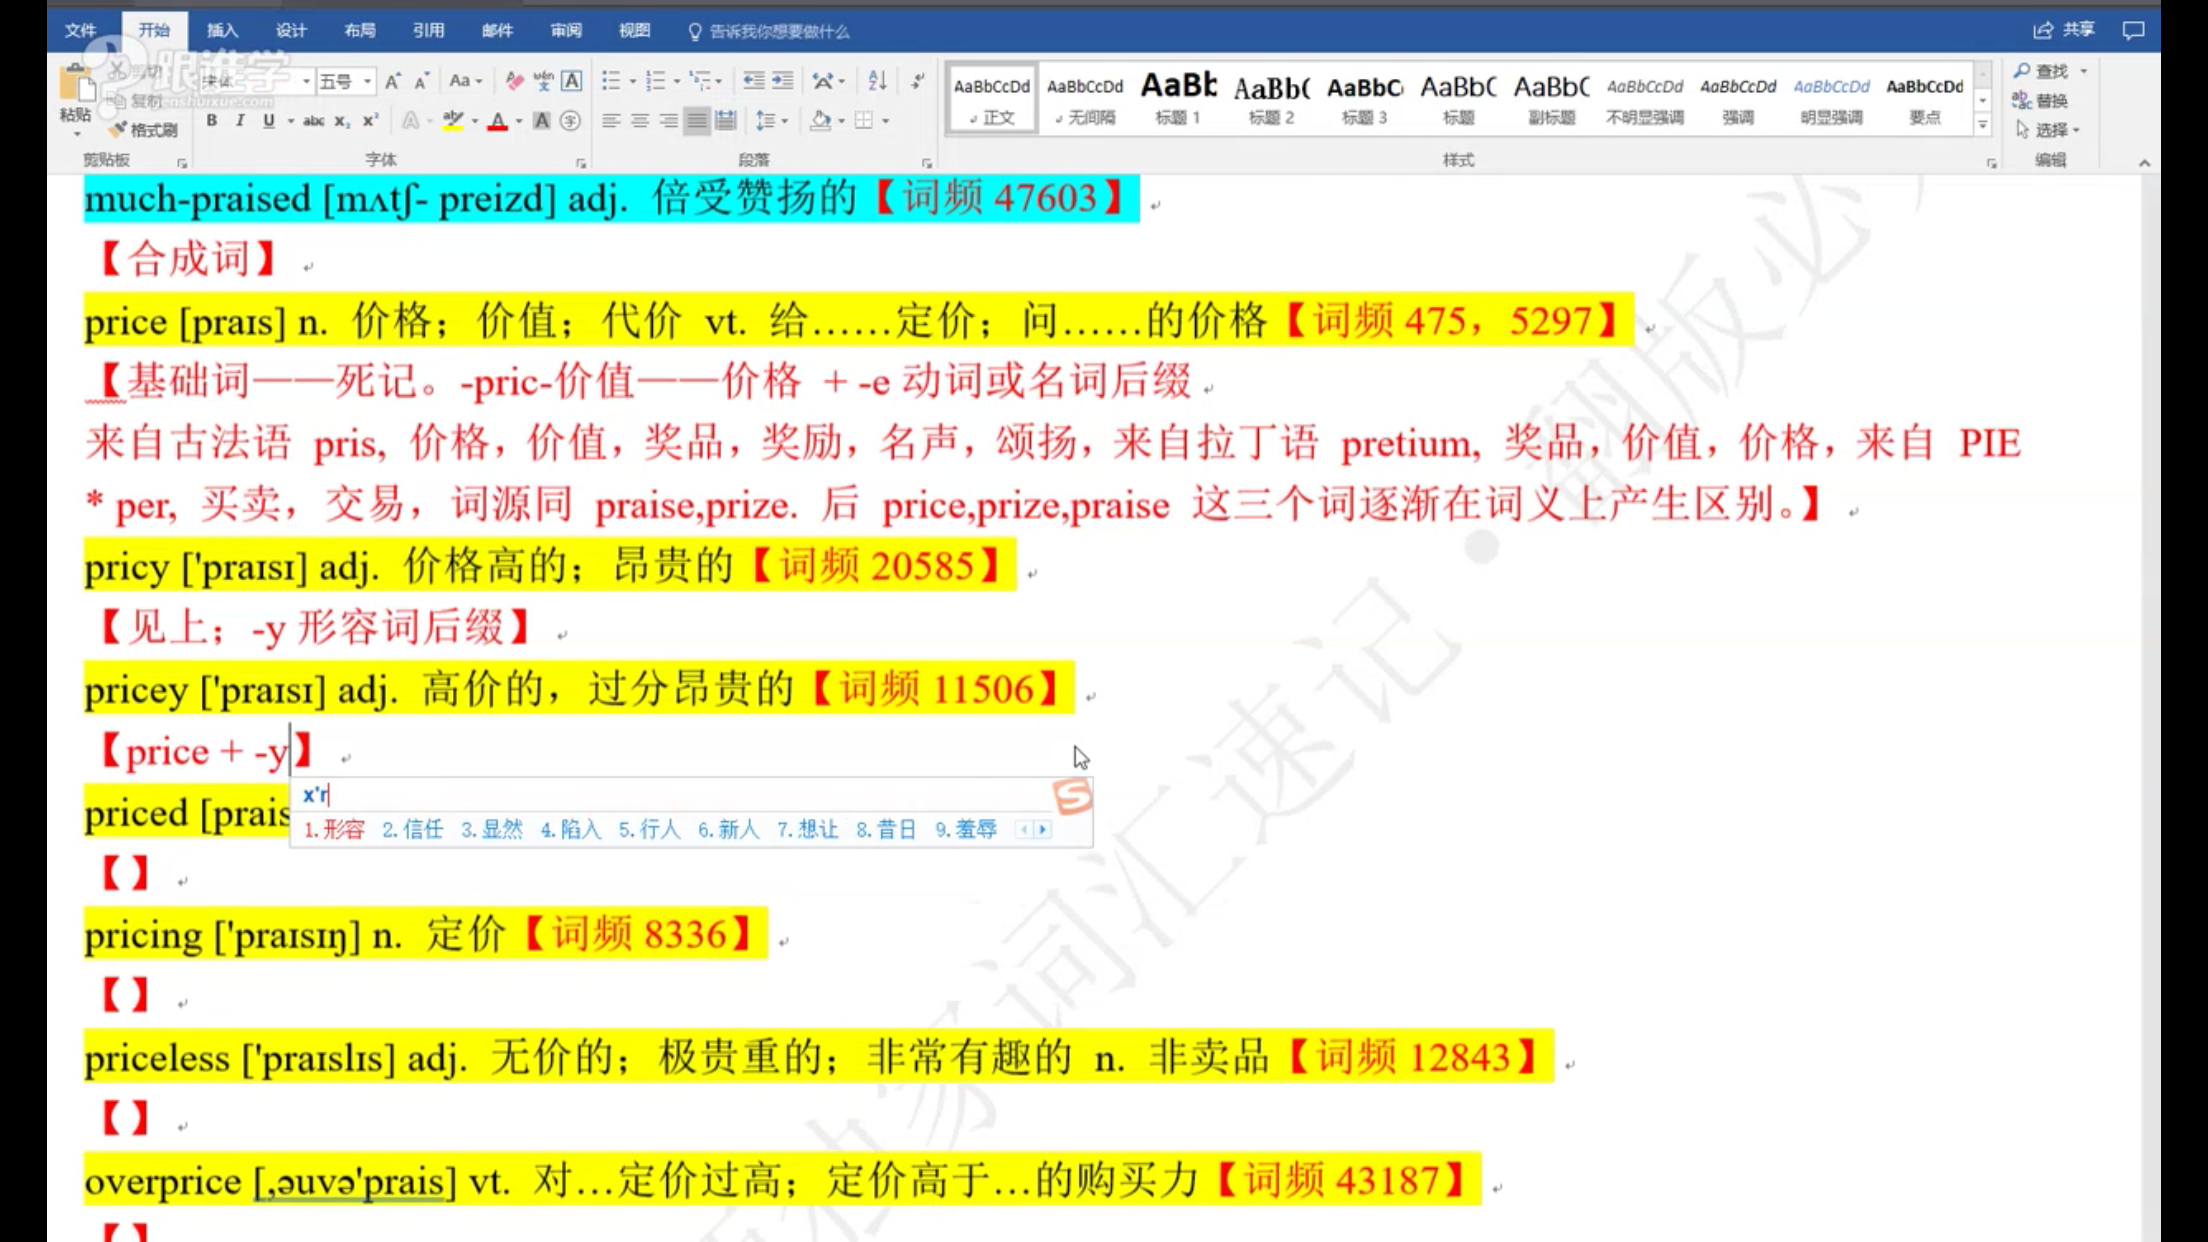 文件 开始 插入 设计 布局 引用 邮件 审阅 视图 告诉我你想要做什么 共享
跟谁学
genshuixue.com
粘贴 剪切 复制 格式刷
宋体 五号
AaBbCcDd AaBbCcDd AaBb AaBb( AaBbC AaBbC AaBbC AaBbCcDd AaBbCcDd AaBbCcDd AaBbCcDd
正文 无间隔 标题 1 标题 2 标题 3 标题 副标题 不明显强调 强调 明显强调 要点
查找 替换 选择
剪贴板 字体 段落 样式 编辑
much-praised [mʌtʃ- preizd] adj. 倍受赞扬的【词频 47603】
【合成词】
price [praɪs] n. 价格；价值；代价 vt. 给……定价；问……的价格【词频 475，5297】
【基础词——死记。-pric-价值——价格 + -e 动词或名词后缀
来自古法语 pris, 价格，价值，奖品，奖励，名声，颂扬，来自拉丁语 pretium, 奖品，价值，价格，来自 PIE
* per, 买卖，交易，词源同 praise,prize. 后 price,prize,praise 这三个词逐渐在词义上产生区别。】
pricy ['praɪsɪ] adj. 价格高的；昂贵的【词频 20585】
【见上；-y 形容词后缀】
pricey ['praɪsɪ] adj. 高价的，过分昂贵的【词频 11506】
【price + -y】
x'r
1.形容 2.信任 3.显然 4.陷入 5.行人 6.新人 7.想让 8.昔日 9.羞辱
priced [prais
【】
pricing ['praɪsɪŋ] n. 定价【词频 8336】
【】
priceless ['praɪslɪs] adj. 无价的；极贵重的；非常有趣的 n. 非卖品【词频 12843】
【】
overprice [,əuvə'prais] vt. 对…定价过高；定价高于…的购买力【词频 43187】
【】
家词汇速记・翻版必